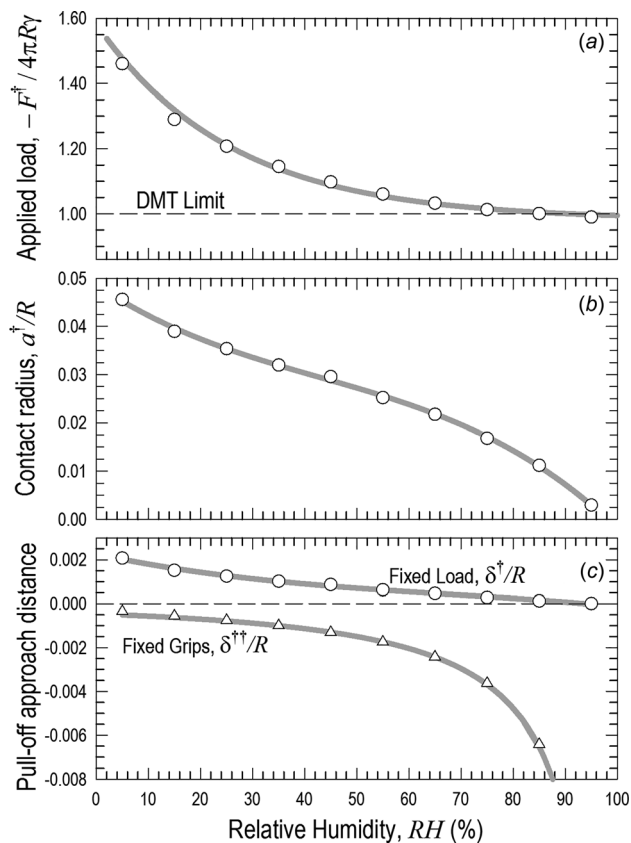 (a)
Applied load, − F† / 4πRγ
1.60
1.40
1.20
1.00
DMT Limit
(b)
Contact radius, a†/R
0.05
0.04
0.03
0.02
0.01
0.00
(c)
Pull-off approach distance
0.002
0.000
-0.002
-0.004
-0.006
-0.008
Fixed Load, δ†/R
Fixed Grips, δ††/R
0 10 20 30 40 50 60 70 80 90 100
Relative Humidity, RH (%)